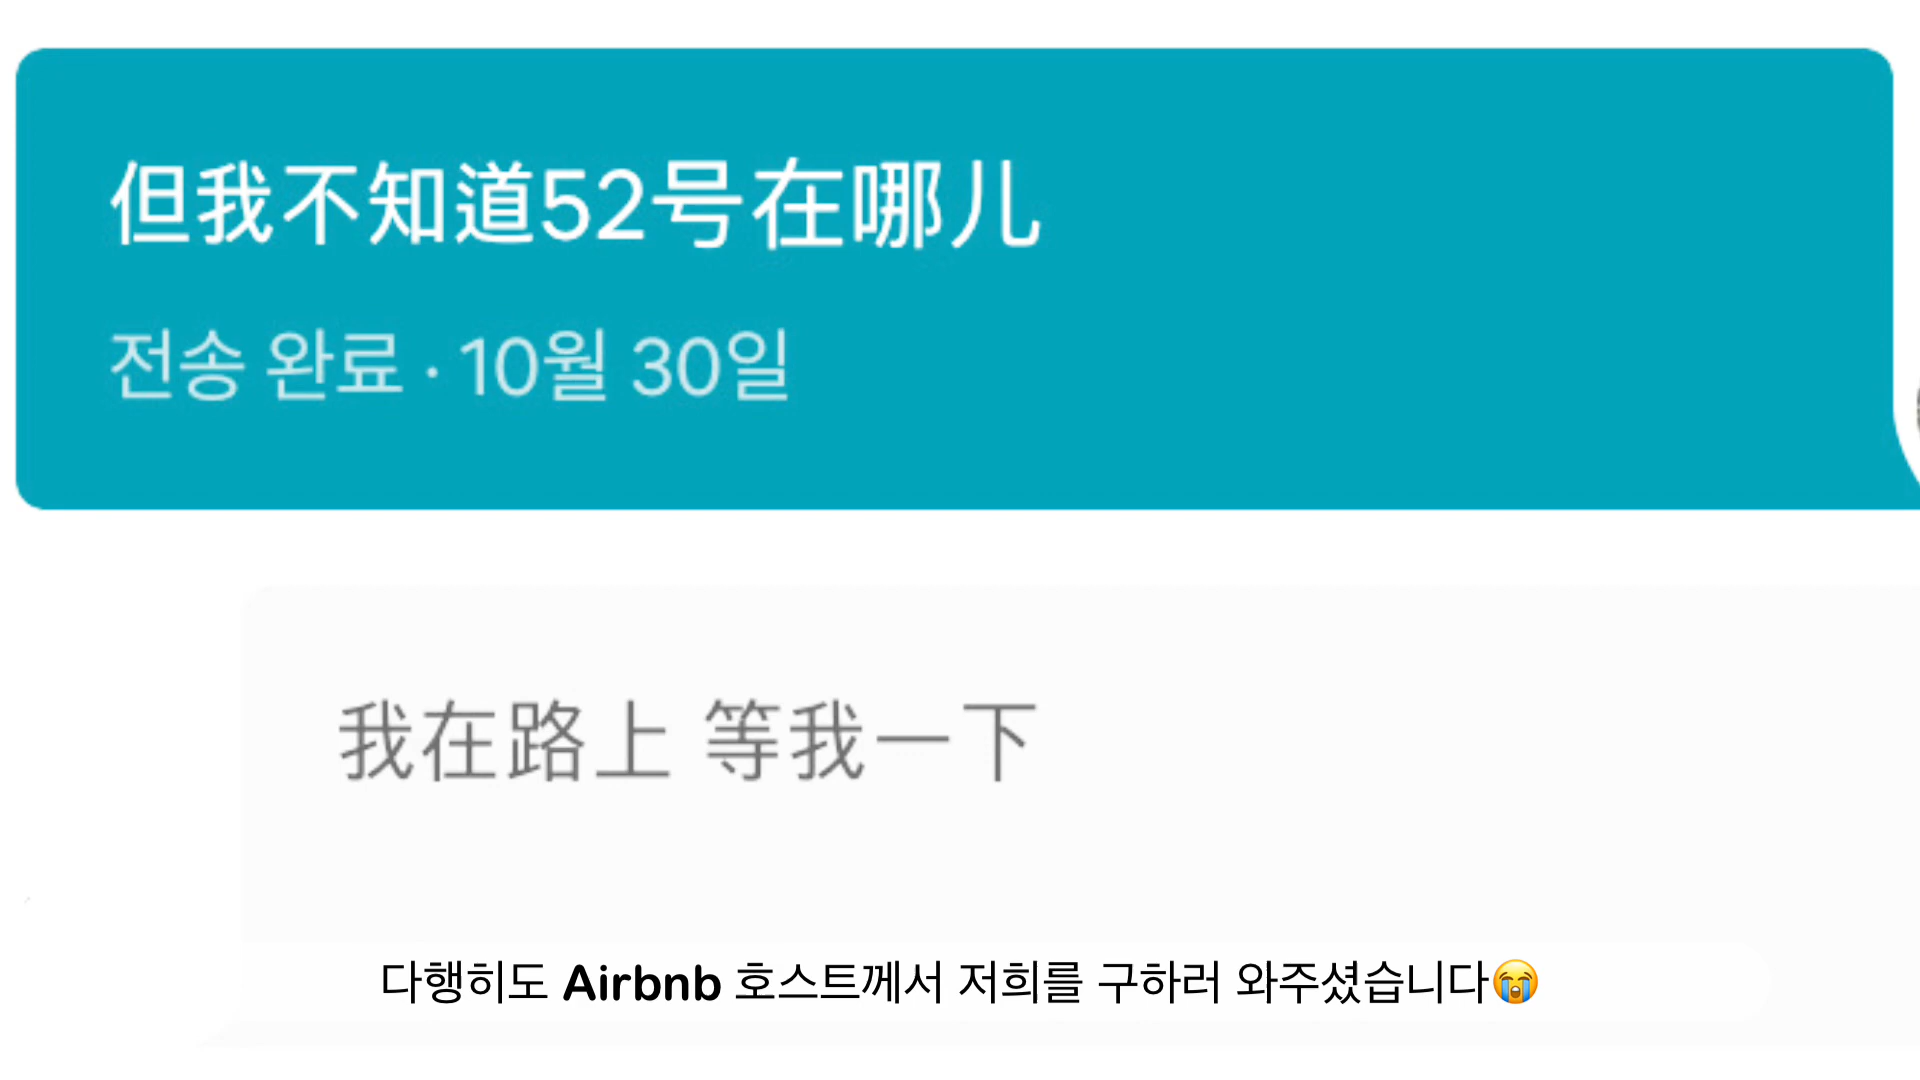 但我不知道52号在哪儿
전송 완료 · 10월 30일
我在路上 等我一下
다행히도 Airbnb 호스트께서 저희를 구하러 와주셨습니다😭